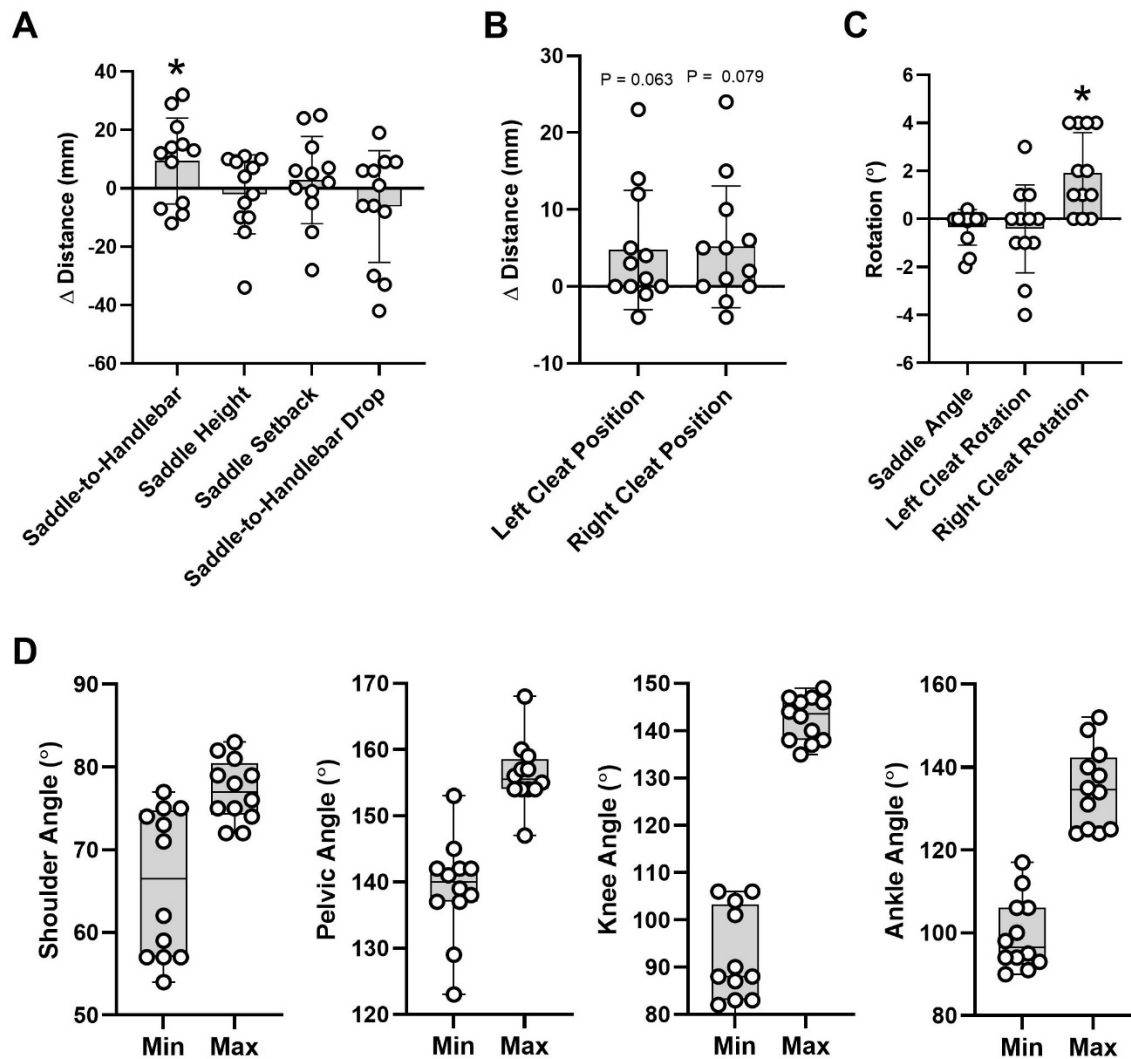 A
B
C
*
P = 0.063
P = 0.079
*
Δ Distance (mm)
40
20
0
-20
-40
-60
Saddle-to-Handlebar
Saddle Height
Saddle Setback
Saddle-to-Handlebar Drop
Δ Distance (mm)
30
20
10
0
-10
Left Cleat Position
Right Cleat Position
Rotation (°)
6
4
2
0
-2
-4
-6
Saddle Angle
Left Cleat Rotation
Right Cleat Rotation
D
Shoulder Angle (°)
90
80
70
60
50
Min Max
Pelvic Angle (°)
170
160
150
140
130
120
Min Max
Knee Angle (°)
150
140
130
120
110
100
90
80
Min Max
Ankle Angle (°)
160
140
120
100
80
Min Max